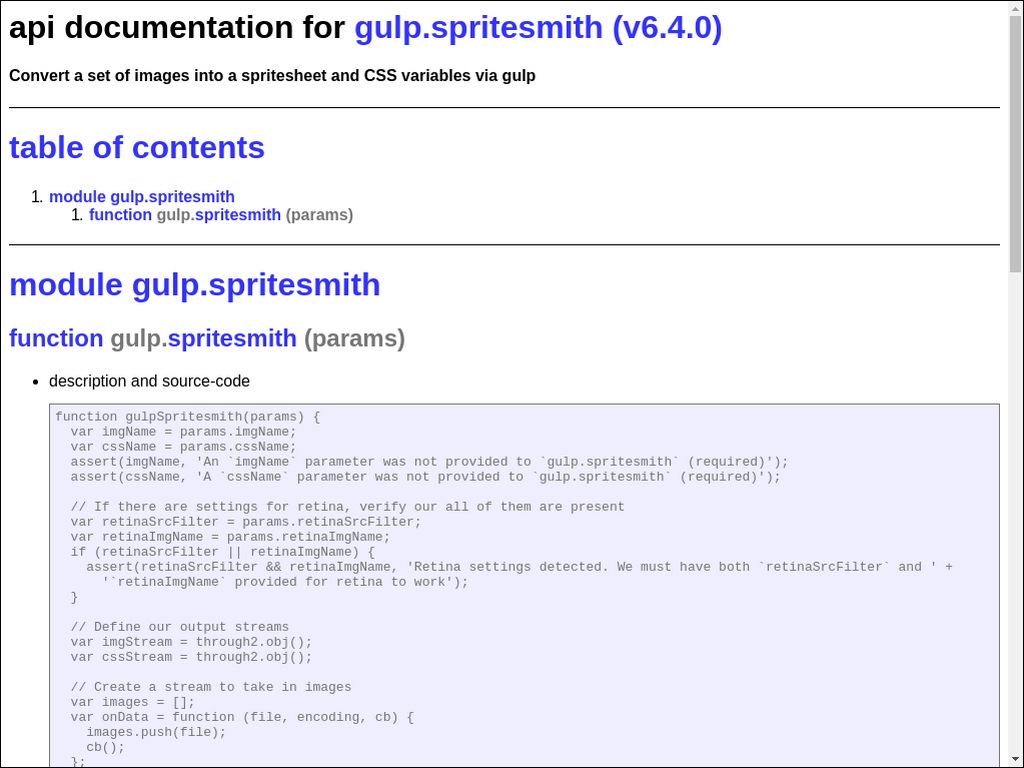 api documentation for gulp.spritesmith (v6.4.0)
Convert a set of images into a spritesheet and CSS variables via gulp
table of contents
1. module gulp.spritesmith
1. function gulp.spritesmith (params)
module gulp.spritesmith
function gulp.spritesmith (params)
• description and source-code
function gulpSpritesmith(params) {
  var imgName = params.imgName;
  var cssName = params.cssName;
  assert(imgName, 'An `imgName` parameter was not provided to `gulp.spritesmith` (required)');
  assert(cssName, 'A `cssName` parameter was not provided to `gulp.spritesmith` (required)');
  // If there are settings for retina, verify our all of them are present
  var retinaSrcFilter = params.retinaSrcFilter;
  var retinaImgName = params.retinaImgName;
  if (retinaSrcFilter || retinaImgName) {
    assert(retinaSrcFilter && retinaImgName, 'Retina settings detected. We must have both `retinaSrcFilter` and ' +
      '`retinaImgName` provided for retina to work');
  }
  // Define our output streams
  var imgStream = through2.obj();
  var cssStream = through2.obj();
  // Create a stream to take in images
  var images = [];
  var onData = function (file, encoding, cb) {
    images.push(file);
    cb();
  };